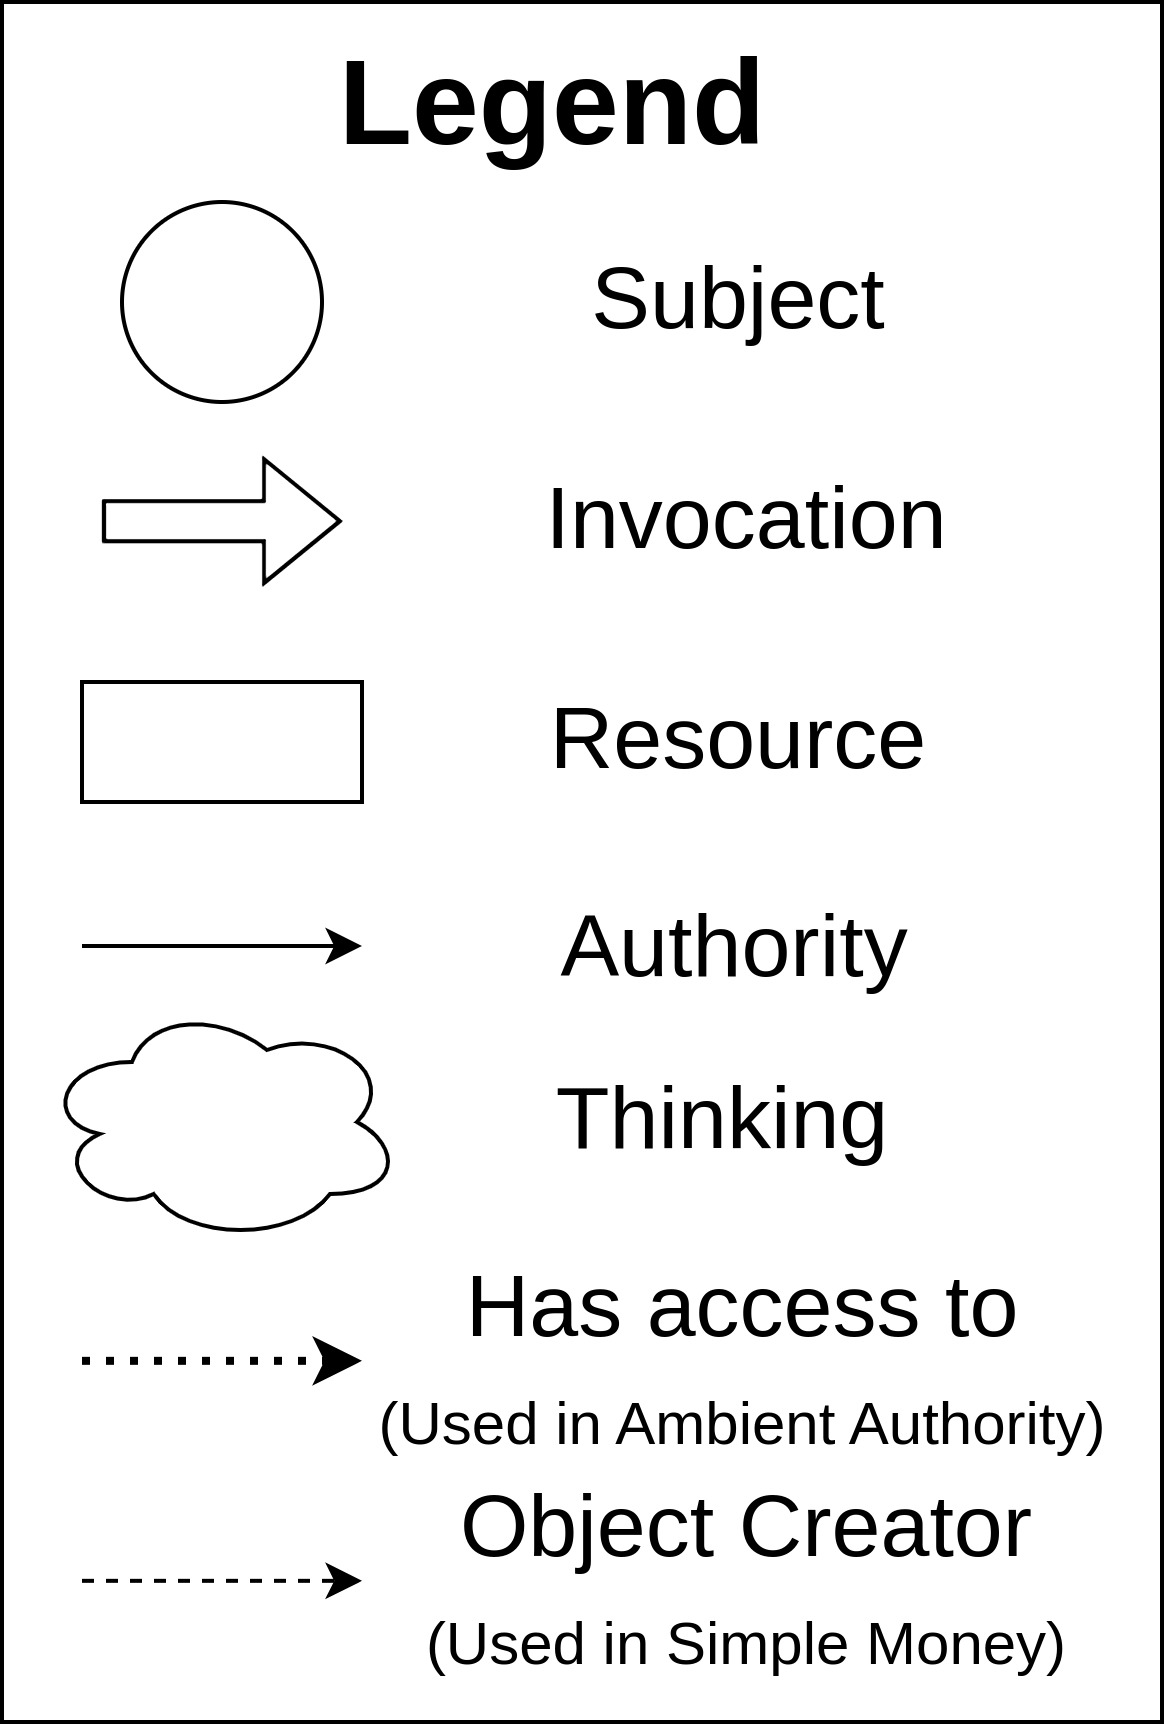 Legend
Subject
Invocation
Resource
Authority
Thinking
Has access to
(Used in Ambient Authority)
Object Creator
(Used in Simple Money)